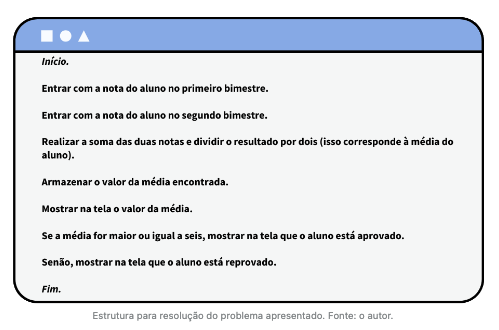 Início.
Entrar com a nota do aluno no primeiro bimestre.
Entrar com a nota do aluno no segundo bimestre.
Realizar a soma das duas notas e dividir o resultado por dois (isso corresponde à média do
aluno).
Armazenar o valor da média encontrada.
Mostrar na tela o valor da média.
Se a média for maior ou igual a seis, mostrar na tela que o aluno está aprovado.
Senão, mostrar na tela que o aluno está reprovado.
Fim.
Estrutura para resolução do problema apresentado. Fonte: o autor.